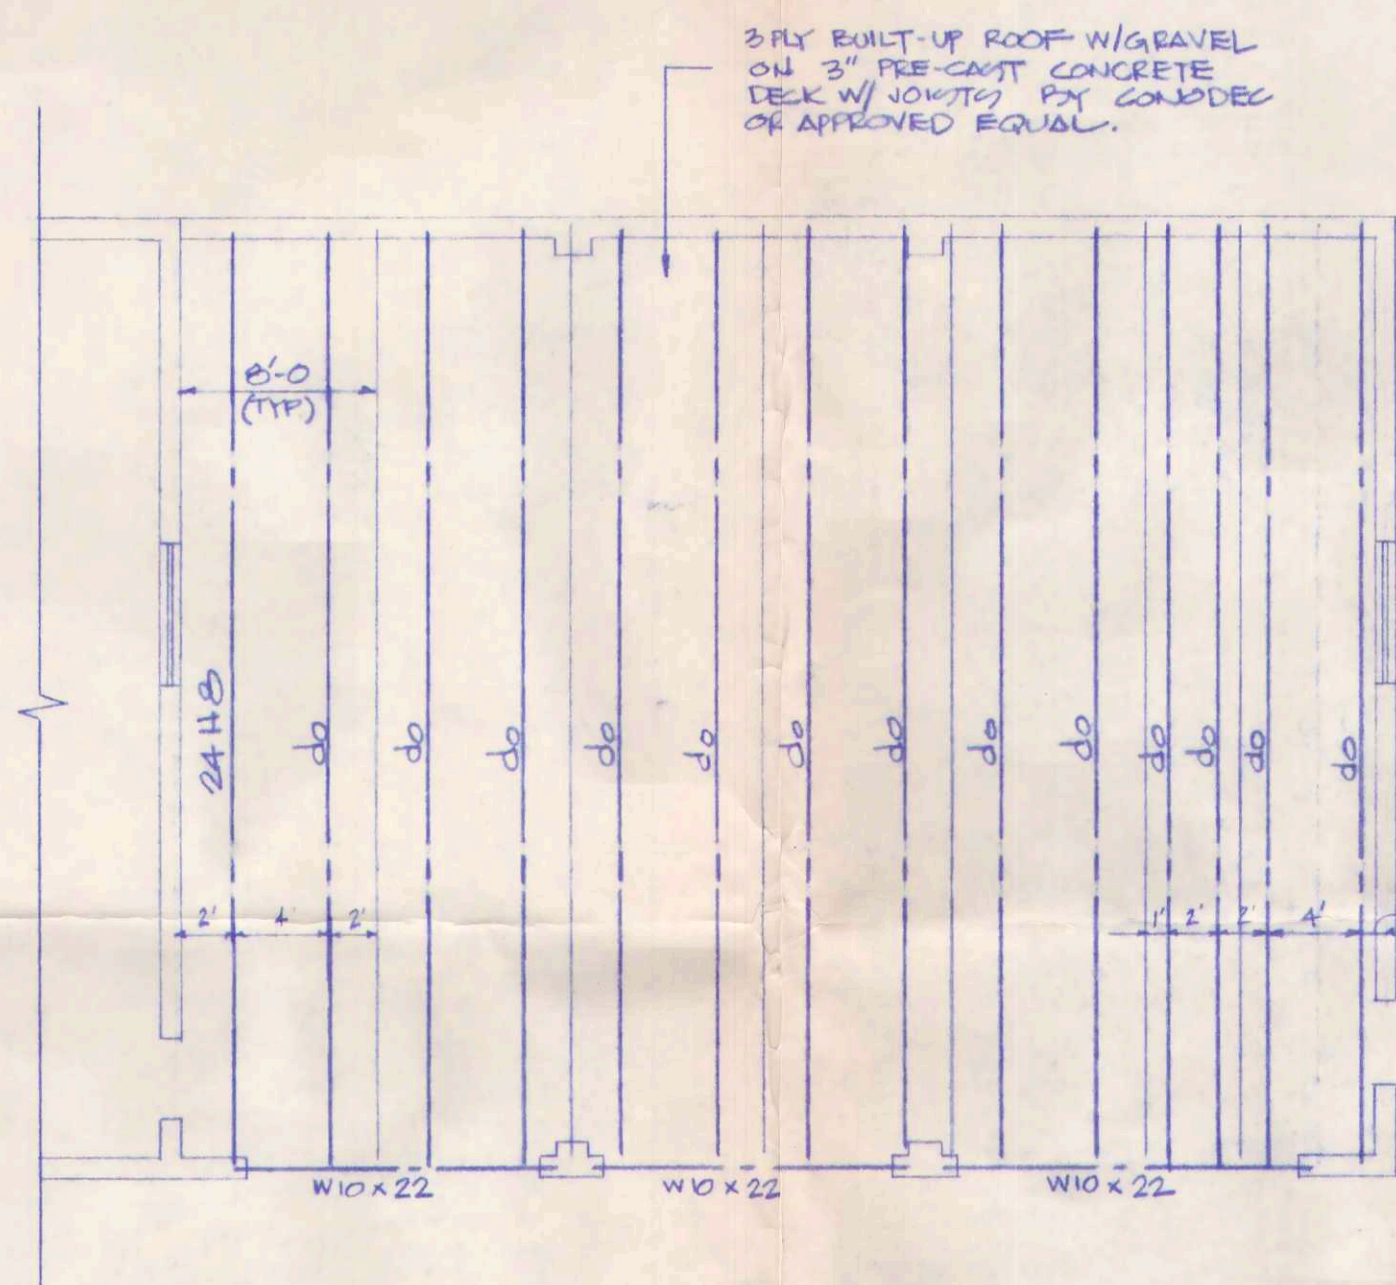 3 PLY BUILT-UP ROOF W/GRAVEL
ON 3" PRE-CAST CONCRETE
DECK W/ JOISTS BY CONODEC
OR APPROVED EQUAL.
8'-0
(TYP)
24 H8
do
do
do
do
do
do
do
do
do
do
do
do
do
2'
4'
2'
1'
2'
2'
4'
W10 x 22
W10 x 22
W10 x 22